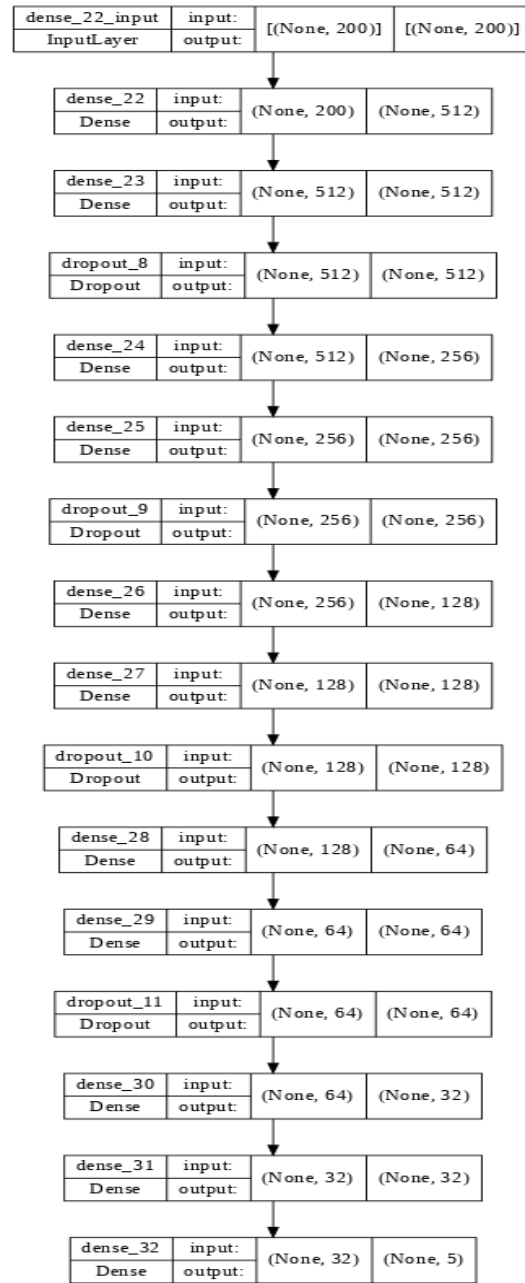 dense_22_input input: [(None, 200)] [(None, 200)]
InputLayer output:
dense_22 input: (None, 200) (None, 512)
Dense output:
dense_23 input: (None, 512) (None, 512)
Dense output:
dropout_8 input: (None, 512) (None, 512)
Dropout output:
dense_24 input: (None, 512) (None, 256)
Dense output:
dense_25 input: (None, 256) (None, 256)
Dense output:
dropout_9 input: (None, 256) (None, 256)
Dropout output:
dense_26 input: (None, 256) (None, 128)
Dense output:
dense_27 input: (None, 128) (None, 128)
Dense output:
dropout_10 input: (None, 128) (None, 128)
Dropout output:
dense_28 input: (None, 128) (None, 64)
Dense output:
dense_29 input: (None, 64) (None, 64)
Dense output:
dropout_11 input: (None, 64) (None, 64)
Dropout output:
dense_30 input: (None, 64) (None, 32)
Dense output:
dense_31 input: (None, 32) (None, 32)
Dense output:
dense_32 input: (None, 32) (None, 5)
Dense output: